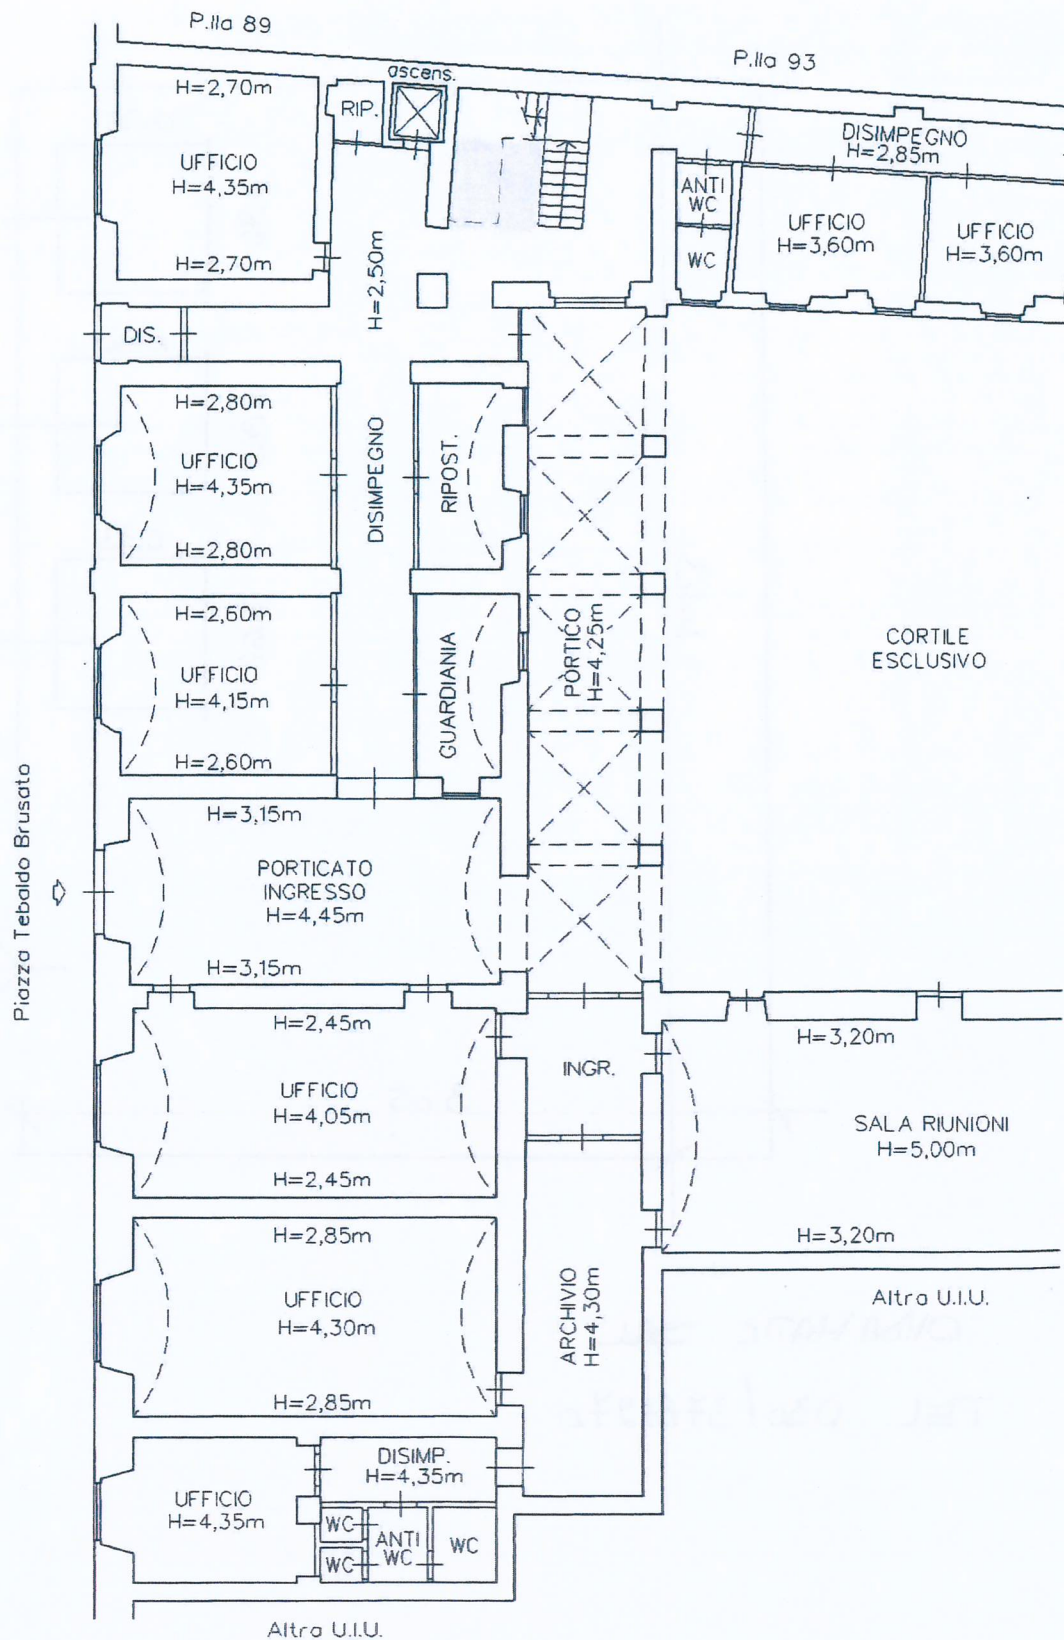 P.lla 89
P.lla 93
ascens.
RIP.
H=2,70m
UFFICIO
H=4,35m
H=2,70m
DISIMPEGNO
H=2,85m
ANTI
WC
WC
UFFICIO
H=3,60m
UFFICIO
H=3,60m
H=2,50m
DIS.
H=2,80m
UFFICIO
H=4,35m
H=2,80m
DISIMPEGNO
RIPOST.
H=2,60m
UFFICIO
H=4,15m
H=2,60m
GUARDIANIA
PORTICO
H=4,25m
CORTILE
ESCLUSIVO
Piazza Tebaldo Brusato
H=3,15m
PORTICATO
INGRESSO
H=4,45m
H=3,15m
H=2,45m
UFFICIO
H=4,05m
H=2,45m
INGR.
H=3,20m
SALA RIUNIONI
H=5,00m
H=3,20m
H=2,85m
UFFICIO
H=4,30m
H=2,85m
ARCHIVIO
H=4,30m
Altra U.I.U.
DISIMP.
H=4,35m
UFFICIO
H=4,35m
WC
WC
ANTI
WC
WC
Altra U.I.U.